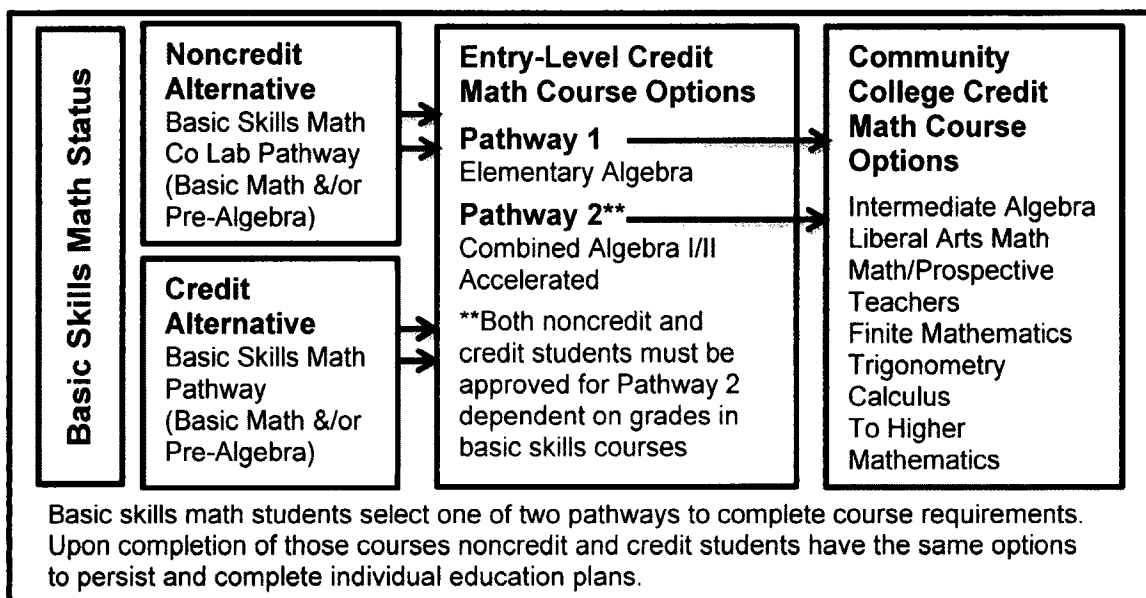 Basic Skills Math Status
Noncredit
Alternative
Basic Skills Math
Co Lab Pathway
(Basic Math &/or
Pre-Algebra)
Credit
Alternative
Basic Skills Math
Pathway
(Basic Math &/or
Pre-Algebra)
Entry-Level Credit
Math Course Options
Pathway 1
Elementary Algebra
Pathway 2**
Combined Algebra I/II
Accelerated
**Both noncredit and
credit students must be
approved for Pathway 2
dependent on grades in
basic skills courses
Community
College Credit
Math Course
Options
Intermediate Algebra
Liberal Arts Math
Math/Prospective
Teachers
Finite Mathematics
Trigonometry
Calculus
To Higher
Mathematics
Basic skills math students select one of two pathways to complete course requirements.
Upon completion of those courses noncredit and credit students have the same options
to persist and complete individual education plans.